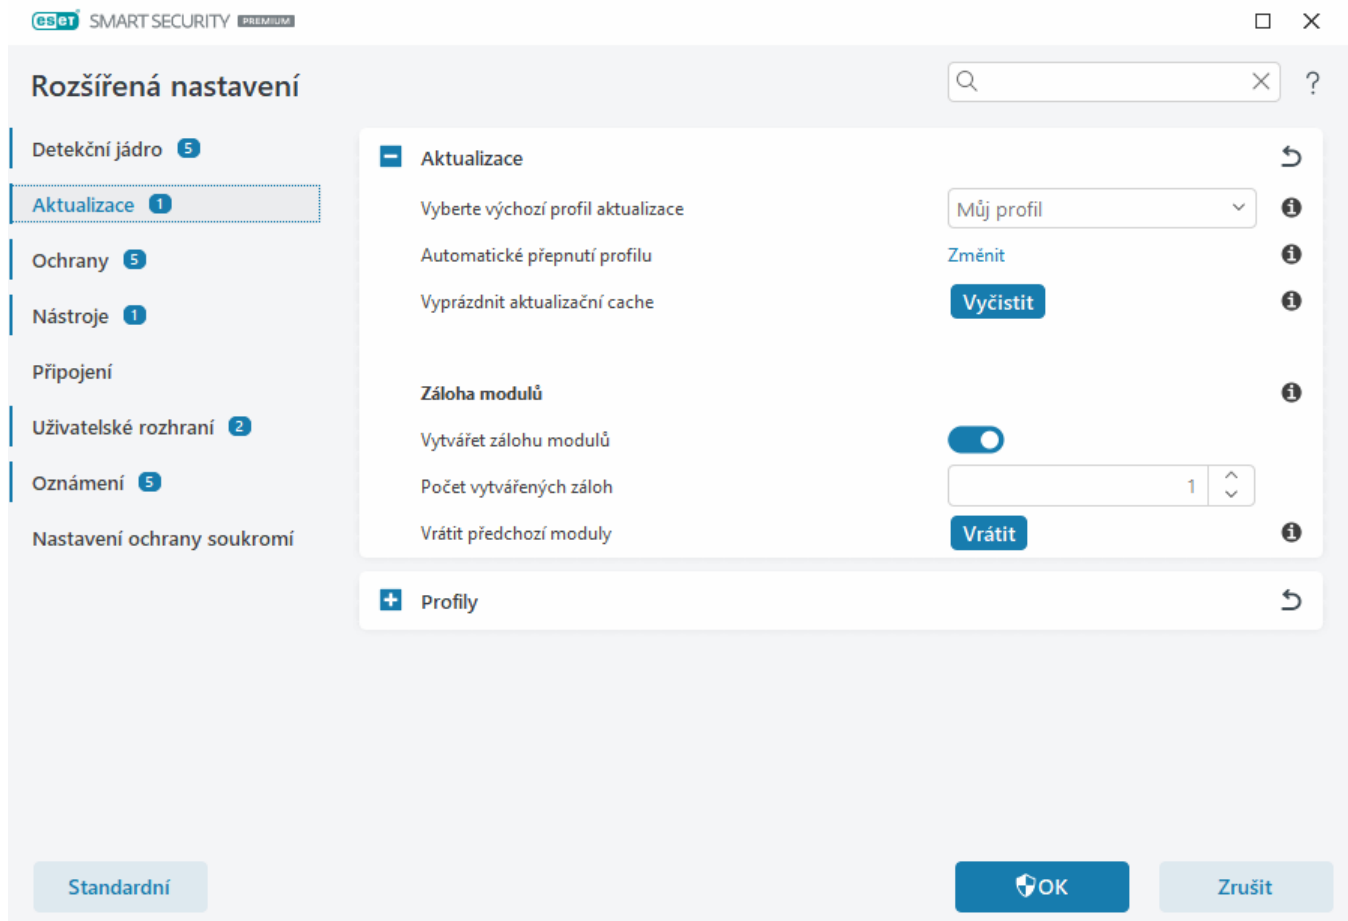 eset SMART SECURITY PREMIUM
Rozšířená nastavení
?
Detekční jádro 5
Aktualizace 1
Ochrany 5
Nástroje 1
Připojení
Uživatelské rozhraní 2
Oznámení 5
Nastavení ochrany soukromí
Aktualizace
Vyberte výchozí profil aktualizace Můj profil
Automatické přepnutí profilu Změnit
Vyprázdnit aktualizační cache Vyčistit
Záloha modulů
Vytvářet zálohu modulů
Počet vytvářených záloh 1
Vrátit předchozí moduly Vrátit
Profily
Standardní
OK
Zrušit